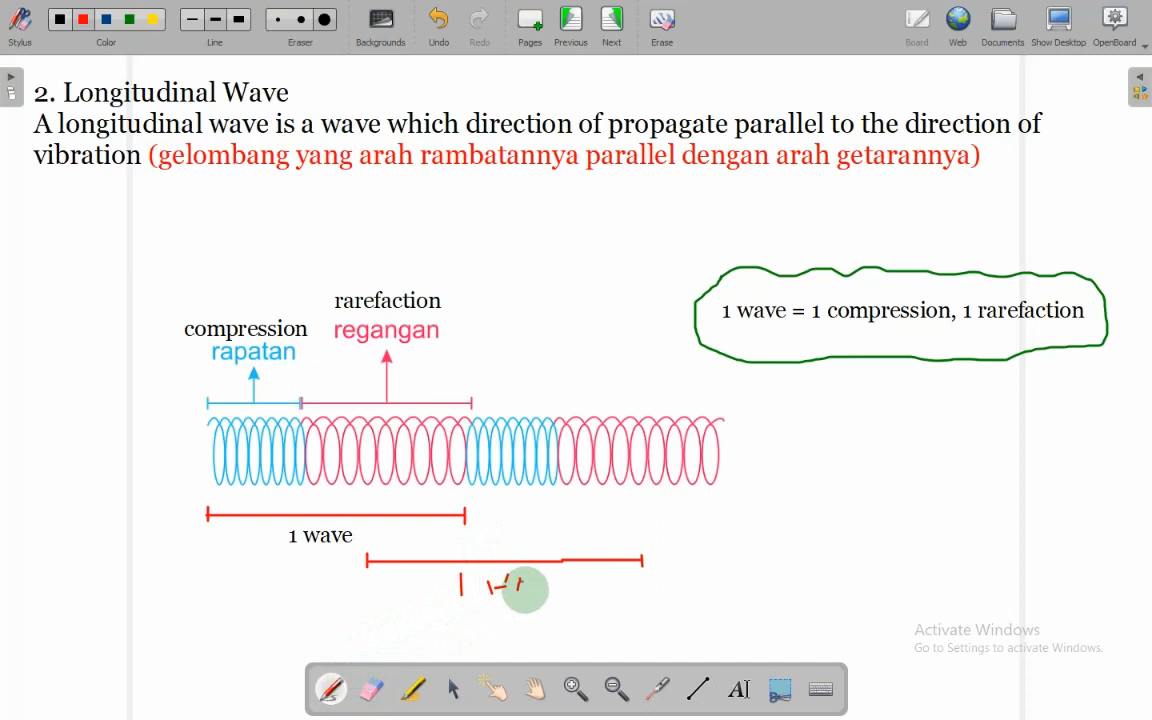 Stylus
Color
Line
Eraser
Backgrounds
Undo
Redo
Pages
Previous
Next
Erase
Board
Web
Documents
Show Desktop
OpenBoard
2. Longitudinal Wave
A longitudinal wave is a wave which direction of propagate parallel to the direction of
vibration (gelombang yang arah rambatannya parallel dengan arah getarannya)
rarefaction
compression
regangan
rapatan
1 wave = 1 compression, 1 rarefaction
1 wave
Activate Windows
Go to Settings to activate Windows.
AI